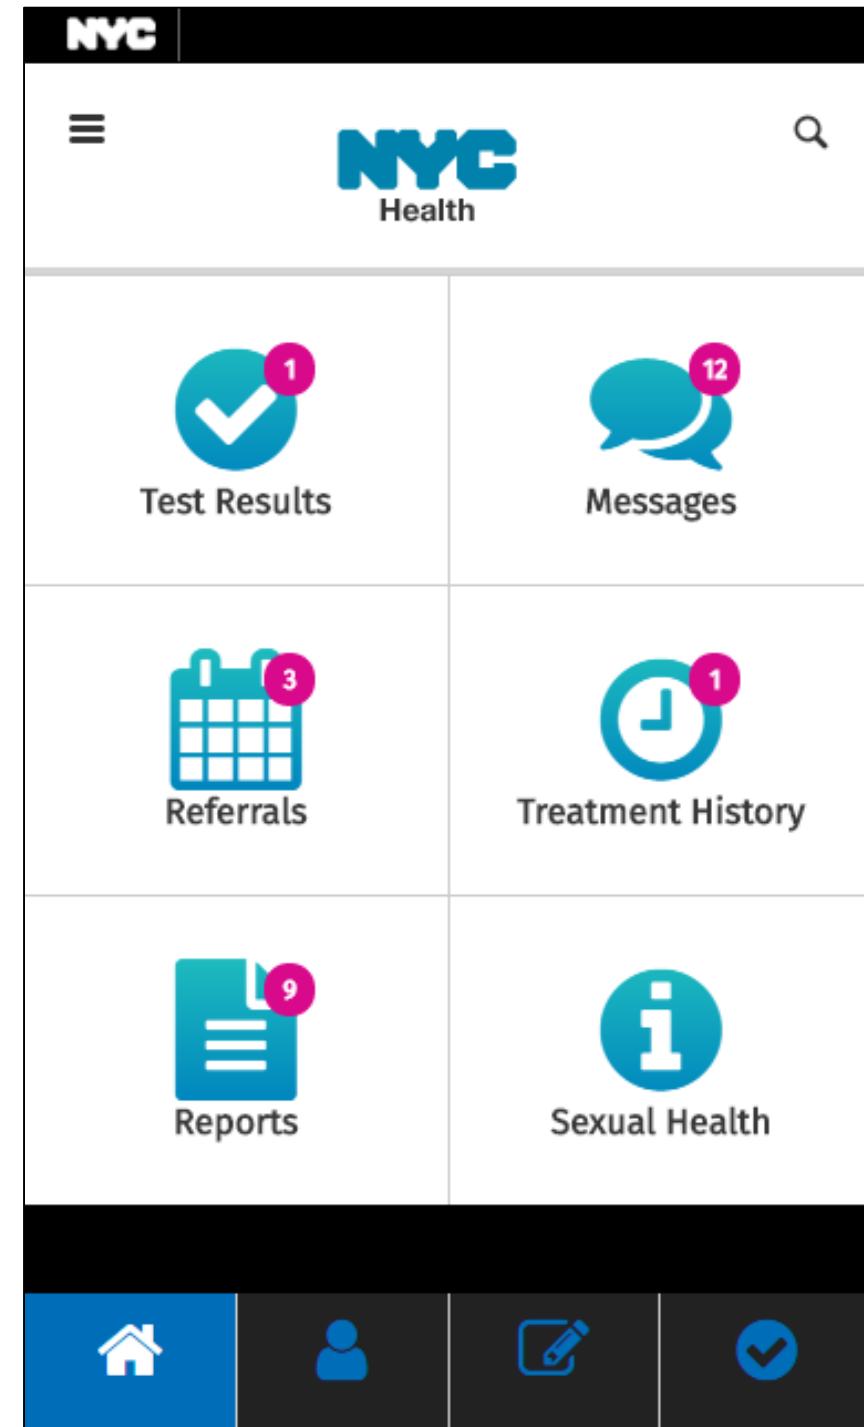 NYC
NYC
Health
1
12
Test Results
Messages
3
1
Referrals
Treatment History
9
Reports
Sexual Health